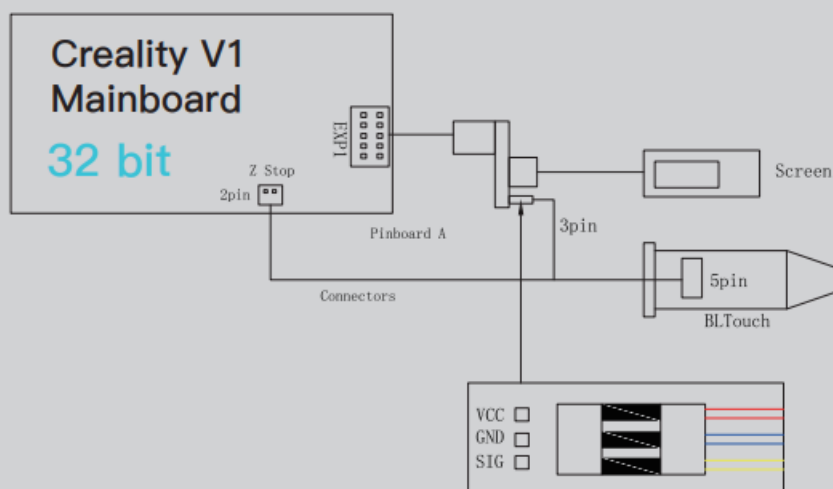 Creality V1
Mainboard
32 bit
EXP1
Z Stop
2pin
Pinboard A
Screen
3pin
Connectors
5pin
BLTouch
VCC
GND
SIG